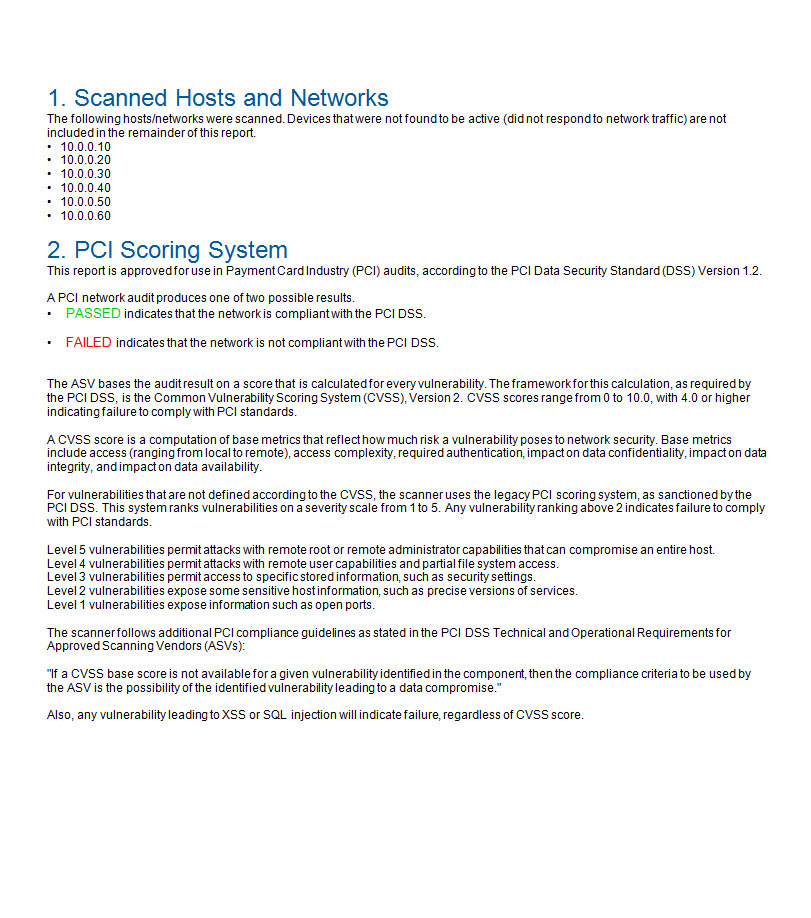 1. Scanned Hosts and Networks
The following hosts/networks were scanned. Devices that were not found to be active (did not respond to network traffic) are not
included in the remainder of this report.
• 10.0.0.10
• 10.0.0.20
• 10.0.0.30
• 10.0.0.40
• 10.0.0.50
• 10.0.0.60
2. PCI Scoring System
This report is approved for use in Payment Card Industry (PCI) audits, according to the PCI Data Security Standard (DSS) Version 1.2.
A PCI network audit produces one of two possible results.
• PASSED indicates that the network is compliant with the PCI DSS.
• FAILED indicates that the network is not compliant with the PCI DSS.
The ASV bases the audit result on a score that is calculated for every vulnerability. The framework for this calculation, as required by
the PCI DSS, is the Common Vulnerability Scoring System (CVSS), Version 2. CVSS scores range from 0 to 10.0, with 4.0 or higher
indicating failure to comply with PCI standards.
A CVSS score is a computation of base metrics that reflect how much risk a vulnerability poses to network security. Base metrics
include access (ranging from local to remote), access complexity, required authentication, impact on data confidentiality, impact on data
integrity, and impact on data availability.
For vulnerabilities that are not defined according to the CVSS, the scanner uses the legacy PCI scoring system, as sanctioned by the
PCI DSS. This system ranks vulnerabilities on a severity scale from 1 to 5. Any vulnerability ranking above 2 indicates failure to comply
with PCI standards.
Level 5 vulnerabilities permit attacks with remote root or remote administrator capabilities that can compromise an entire host.
Level 4 vulnerabilities permit attacks with remote user capabilities and partial file system access.
Level 3 vulnerabilities permit access to specific stored information, such as security settings.
Level 2 vulnerabilities expose some sensitive host information, such as precise versions of services.
Level 1 vulnerabilities expose information such as open ports.
The scanner follows additional PCI compliance guidelines as stated in the PCI DSS Technical and Operational Requirements for
Approved Scanning Vendors (ASVs):
"If a CVSS base score is not available for a given vulnerability identified in the component, then the compliance criteria to be used by
the ASV is the possibility of the identified vulnerability leading to a data compromise."
Also, any vulnerability leading to XSS or SQL injection will indicate failure, regardless of CVSS score.